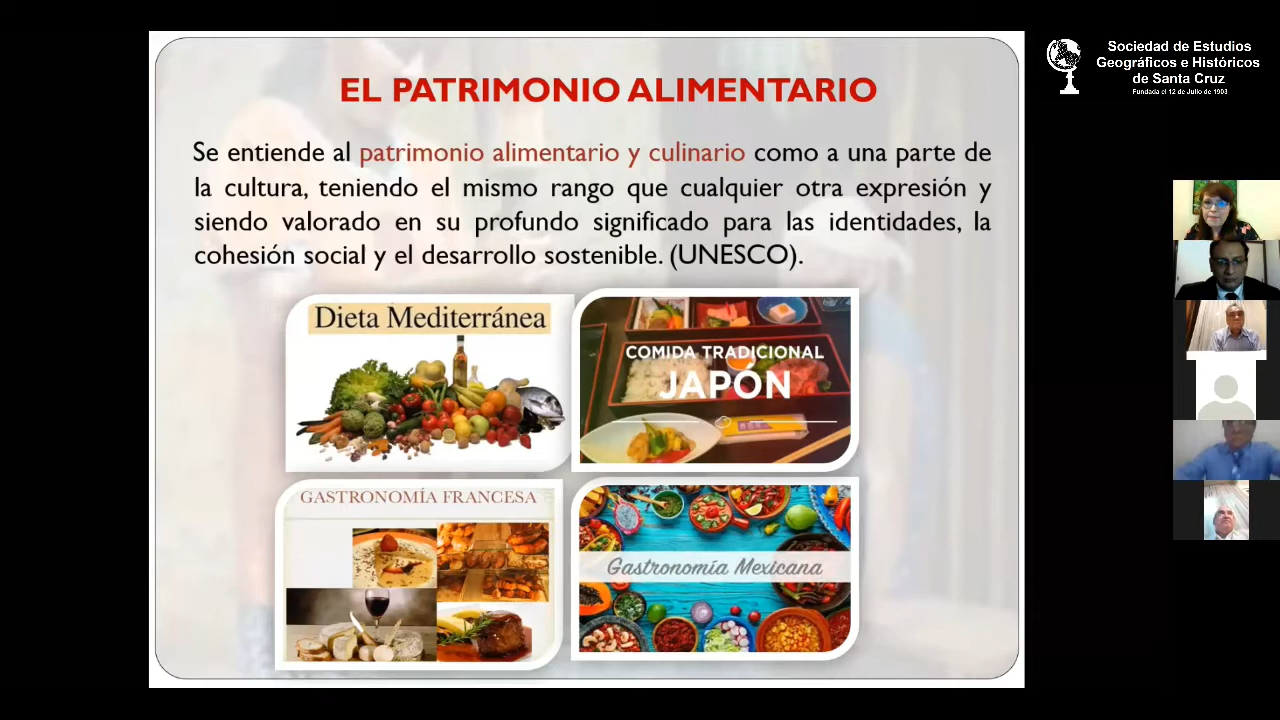 EL PATRIMONIO ALIMENTARIO
Se entiende al patrimonio alimentario y culinario como a una parte de
la cultura, teniendo el mismo rango que cualquier otra expresión y
siendo valorado en su profundo significado para las identidades, la
cohesión social y el desarrollo sostenible. (UNESCO).
Dieta Mediterránea
COMIDA TRADICIONAL
JAPÓN
GASTRONOMÍA FRANCESA
Gastronomía Mexicana
Sociedad de Estudios
Geográficos e Históricos
de Santa Cruz
Fundada el 12 de Julio de 1903